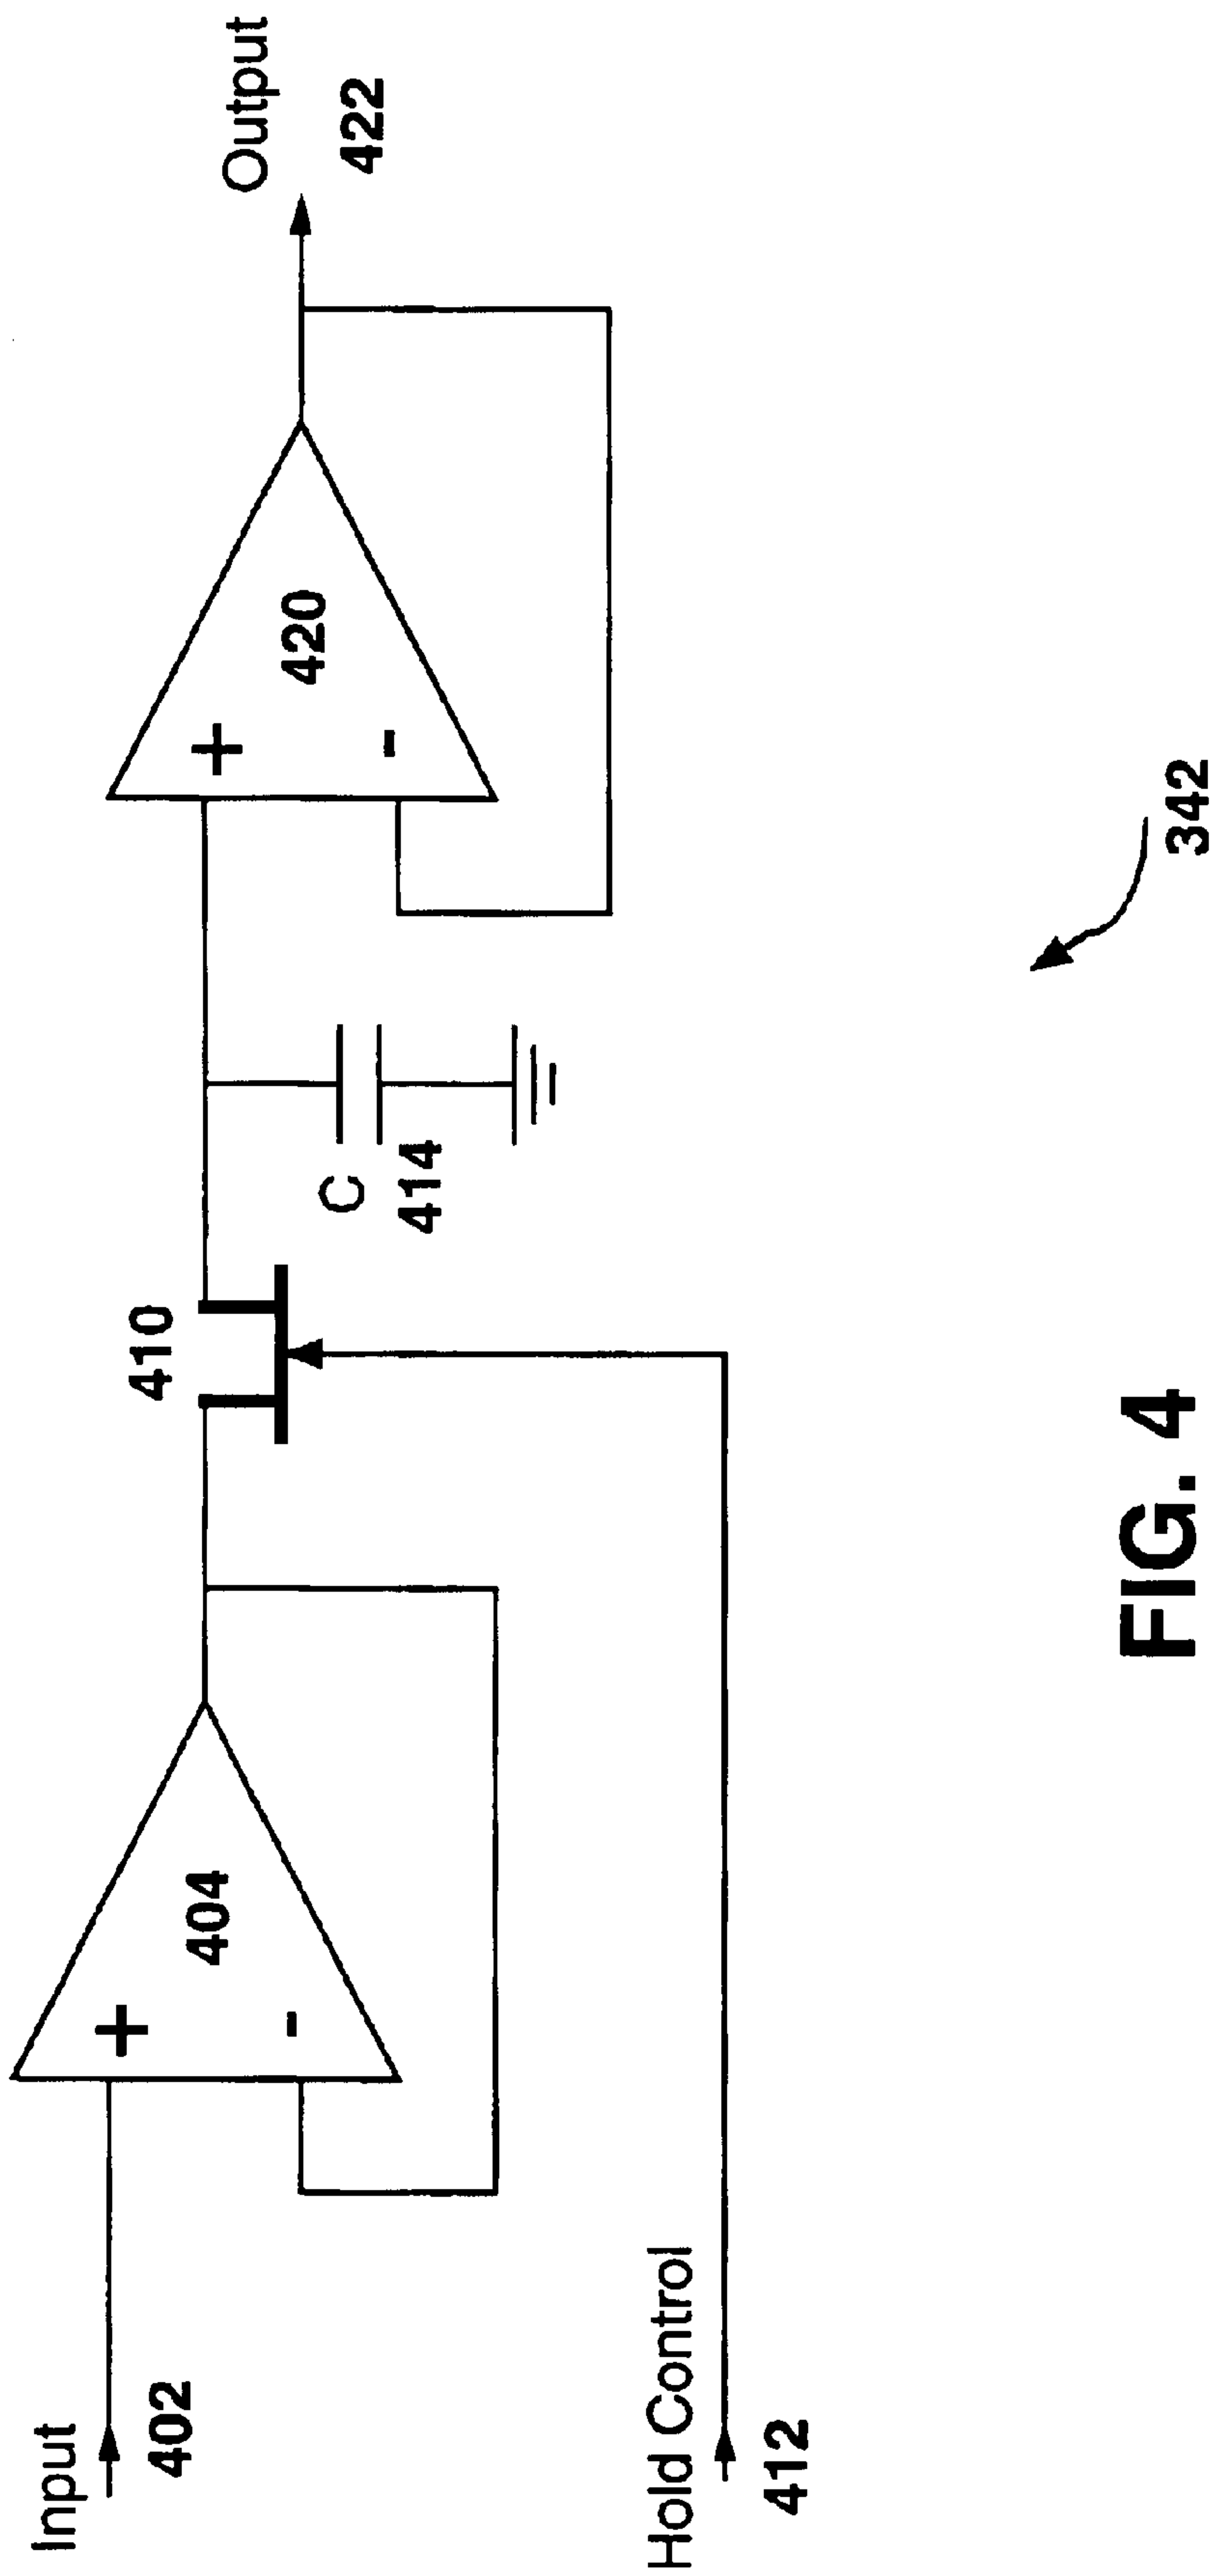 Input
402
+
-
404
410
C
414
+
-
420
Output
422
Hold Control
412
342
FIG. 4